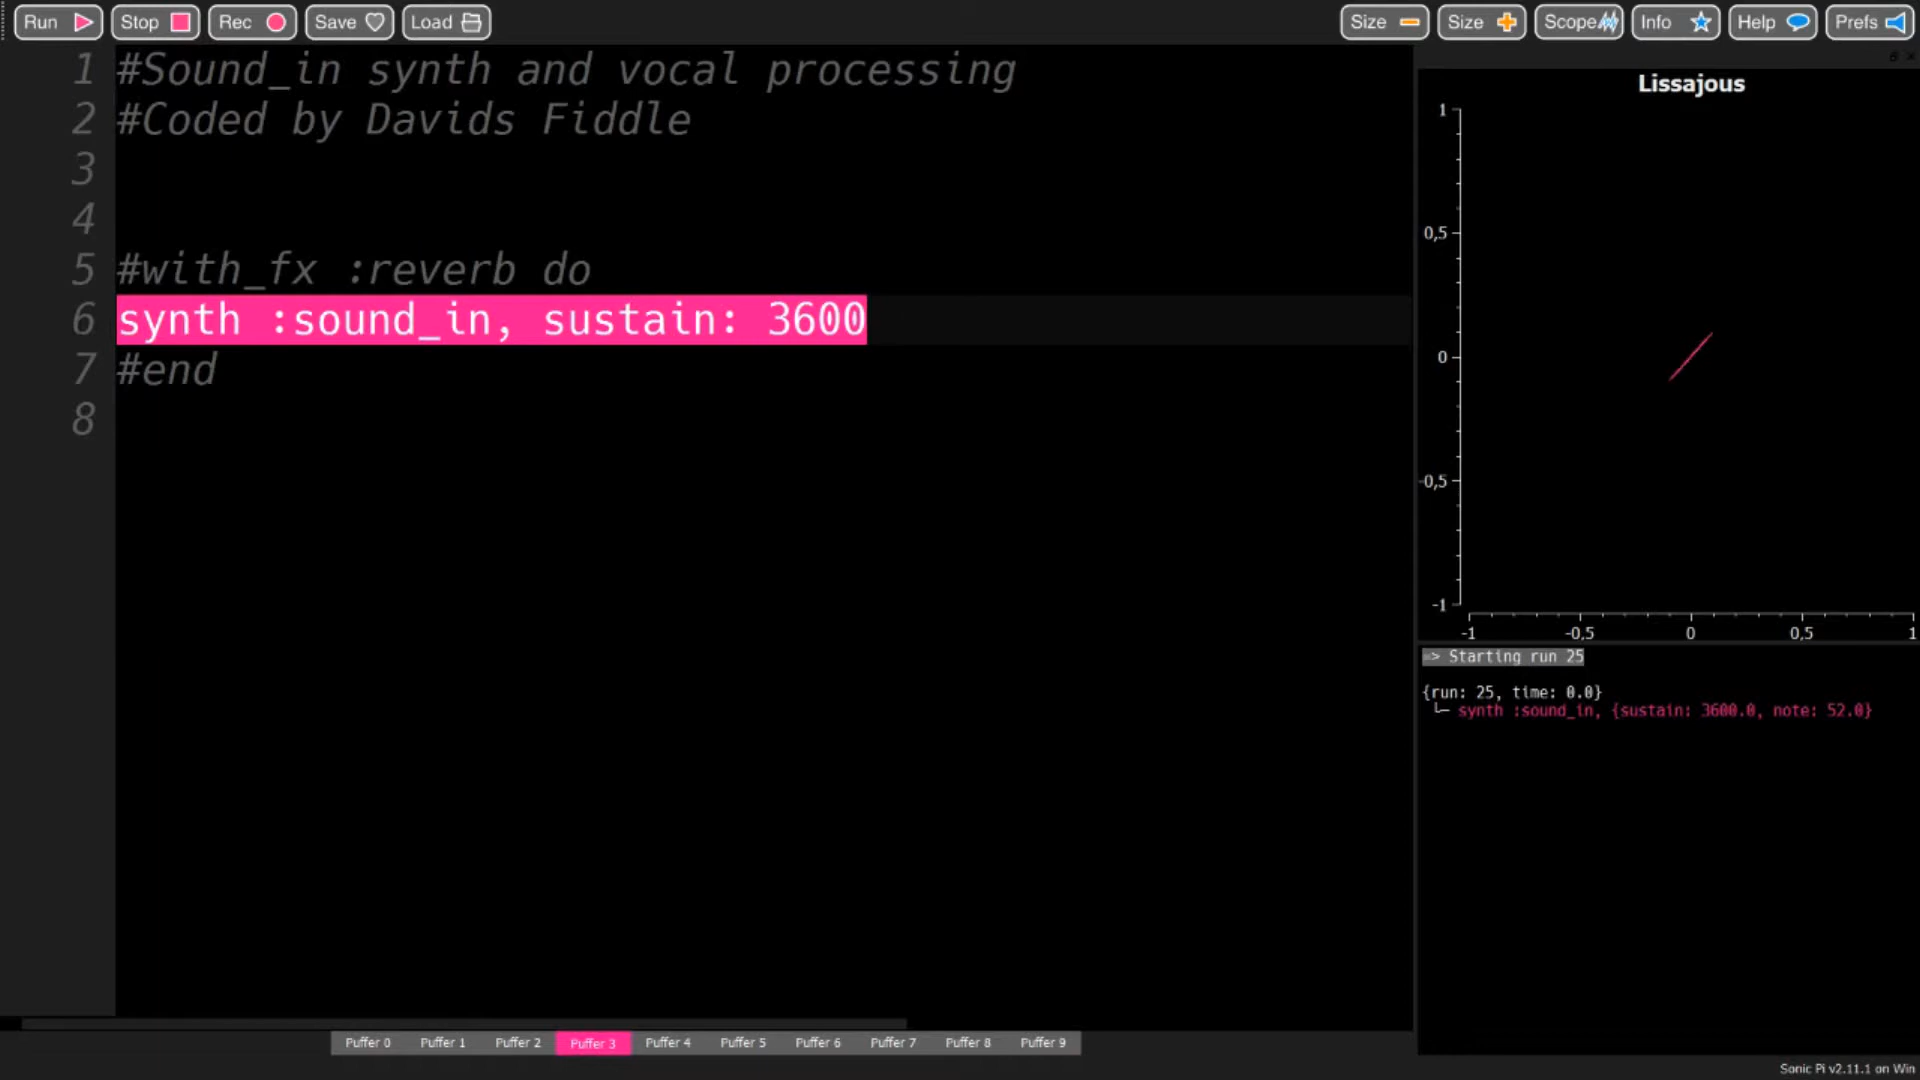 Run Stop Rec Save Load Size Size Scope Info Help Prefs
1 #Sound_in synth and vocal processing
2 #Coded by Davids Fiddle
3
4
5 #with_fx :reverb do
6 synth :sound_in, sustain: 3600
7 #end
8
Lissajous
1
0,5
0
-0,5
-1
-1 -0,5 0 0,5 1
=> Starting run 25
{run: 25, time: 0.0}
└─ synth :sound_in, {sustain: 3600.0, note: 52.0}
Puffer 0 Puffer 1 Puffer 2 Puffer 3 Puffer 4 Puffer 5 Puffer 6 Puffer 7 Puffer 8 Puffer 9
Sonic Pi v2.11.1 on Win